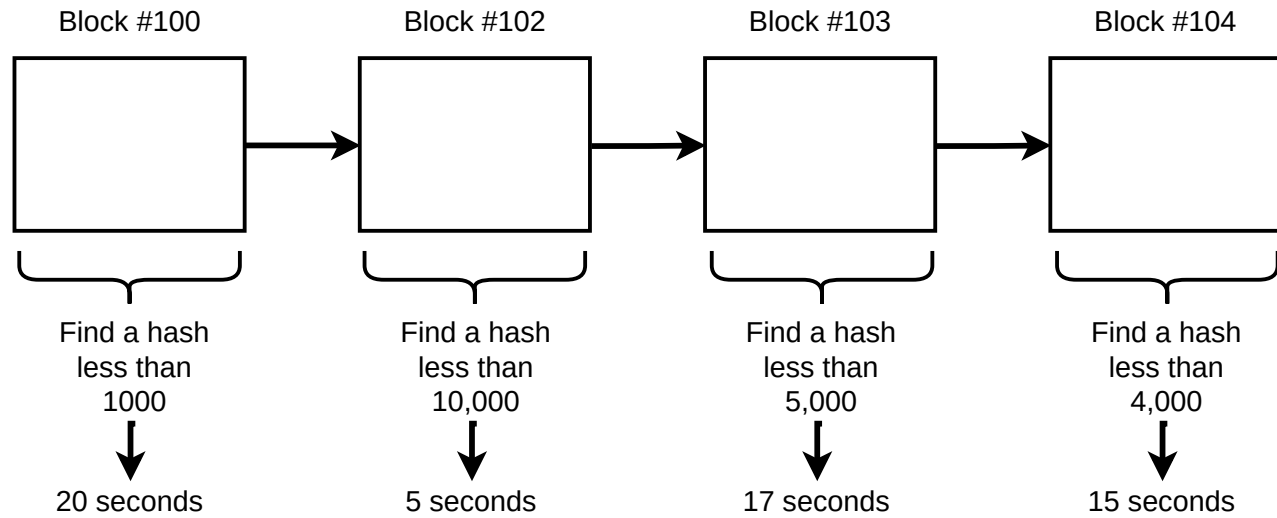 Block #100
Block #102
Block #103
Block #104
Find a hash
less than
1000
Find a hash
less than
10,000
Find a hash
less than
5,000
Find a hash
less than
4,000
20 seconds
5 seconds
17 seconds
15 seconds